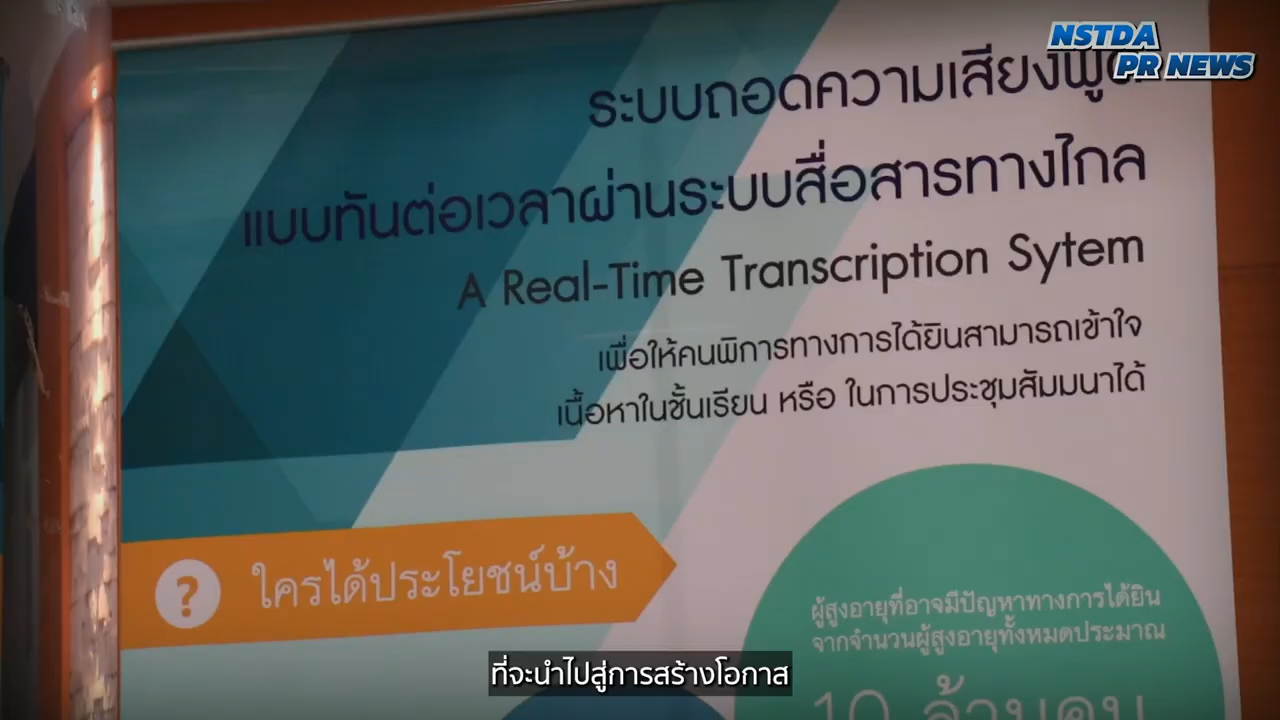 NSTDA
PR NEWS
ระบบถอดความเสียงพูด
แบบทันต่อเวลาผ่านระบบสื่อสารทางไกล
A Real-Time Transcription Sytem
เพื่อให้คนพิการทางการได้ยินสามารถเข้าใจ
เนื้อหาในชั้นเรียน หรือ ในการประชุมสัมมนาได้
? ใครได้ประโยชน์บ้าง
ผู้สูงอายุที่อาจมีปัญหาทางการได้ยิน
จากจำนวนผู้สูงอายุทั้งหมดประมาณ
10 ล้านคน
ที่จะนำไปสู่การสร้างโอกาส